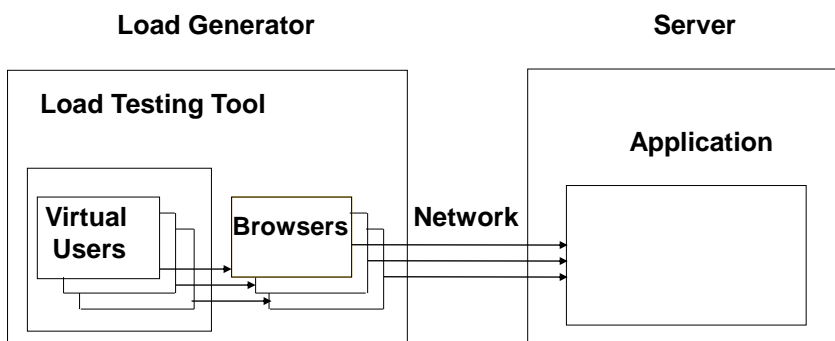 Load Generator
Server
Load Testing Tool
Application
Virtual
Users
Browsers
Network